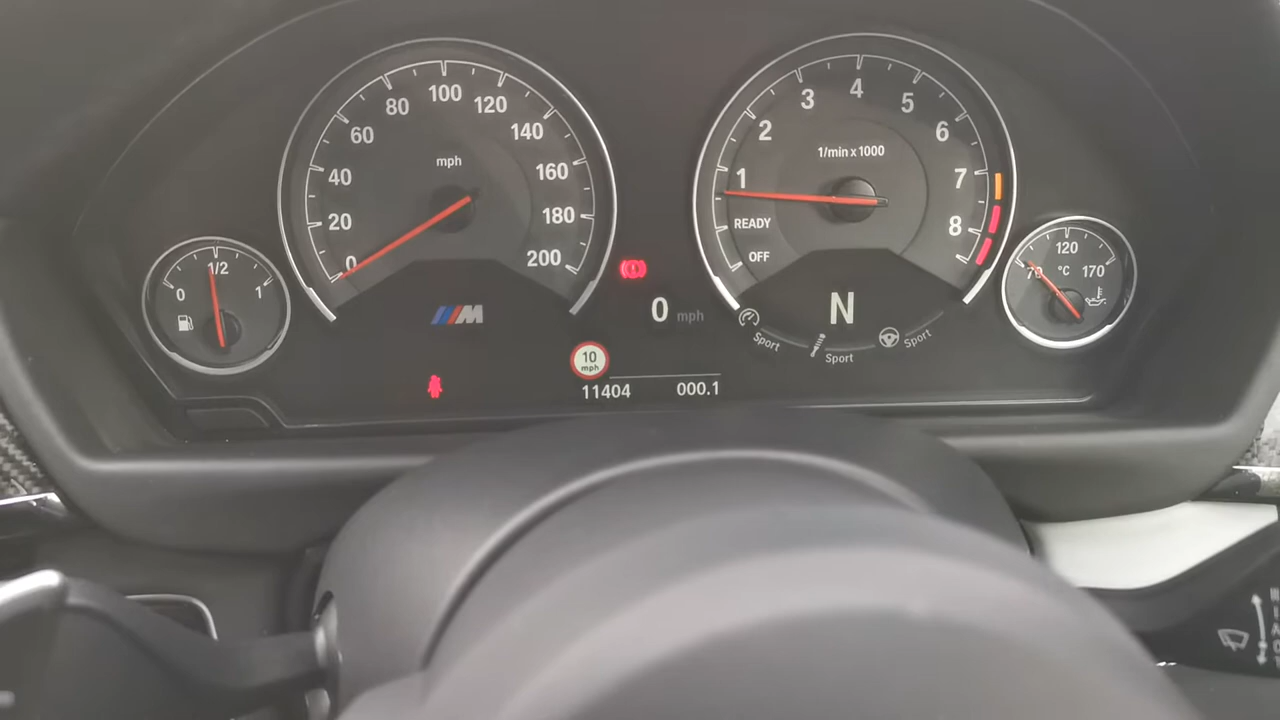 0
20
40
60
80
100
120
140
160
180
200
mph
0
1/2
1
M
0 mph
10
mph
11404 000.1
OFF
READY
1
2
3
4
5
6
7
8
1/min x 1000
N
Sport
Sport
Sport
70
120
170
°C